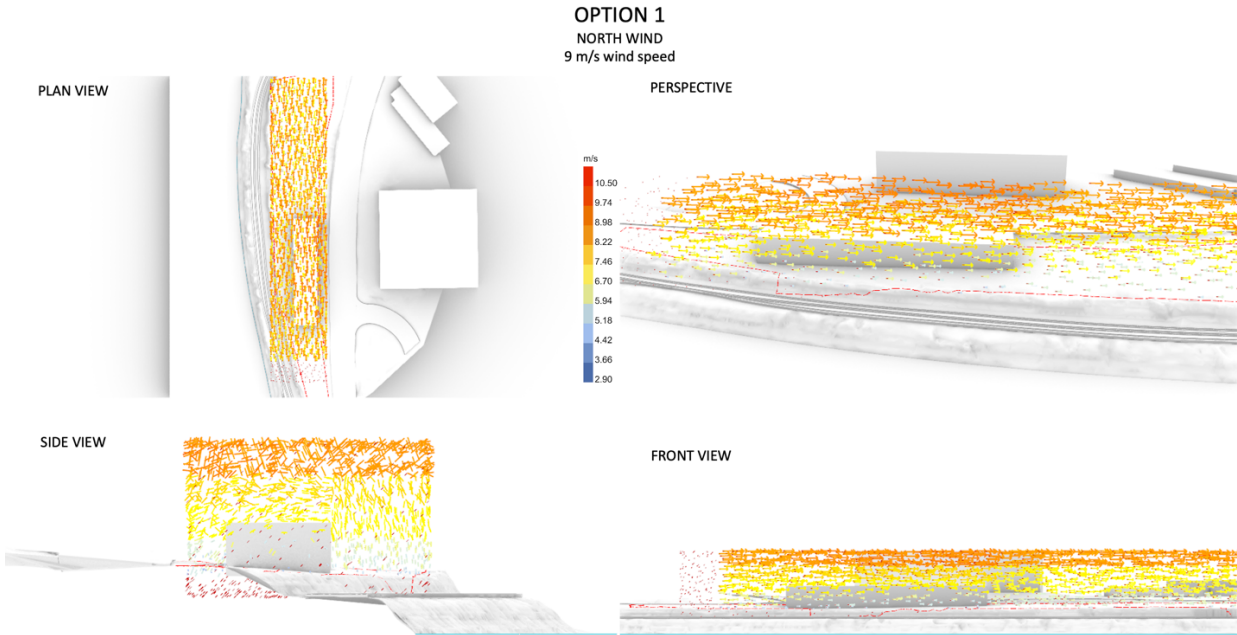 OPTION 1
NORTH WIND
9 m/s wind speed
PLAN VIEW
PERSPECTIVE
m/s
10.50
9.74
8.98
8.22
7.46
6.70
5.94
5.18
4.42
3.66
2.90
SIDE VIEW
FRONT VIEW